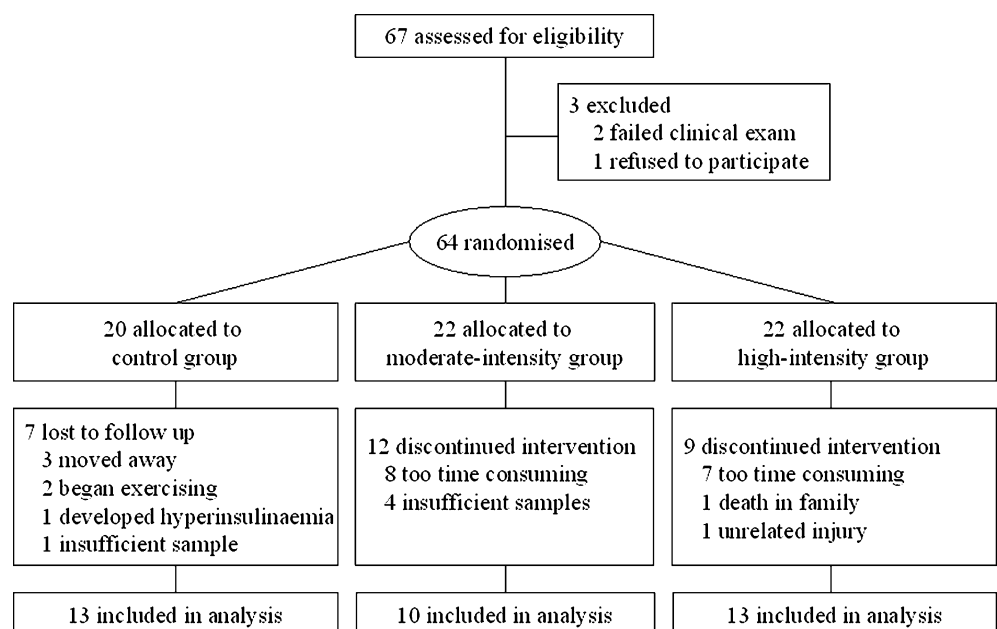 67 assessed for eligibility
3 excluded
2 failed clinical exam
1 refused to participate
64 randomised
20 allocated to
control group
22 allocated to
moderate-intensity group
22 allocated to
high-intensity group
7 lost to follow up
3 moved away
2 began exercising
1 developed hyperinsulinaemia
1 insufficient sample
12 discontinued intervention
8 too time consuming
4 insufficient samples
9 discontinued intervention
7 too time consuming
1 death in family
1 unrelated injury
13 included in analysis
10 included in analysis
13 included in analysis